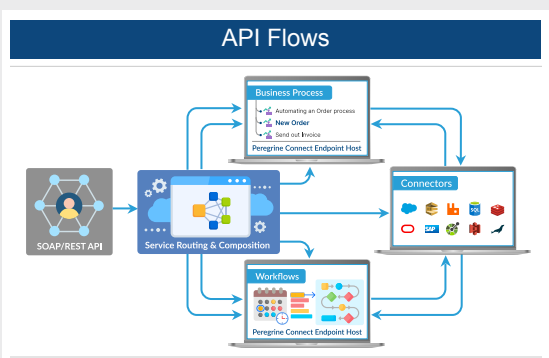 API Flows
Business Process
Automating an Order process
New Order
Send out Invoice
Peregrine Connect Endpoint Host
SOAP/REST API
Service Routing & Composition
Connectors
SQL
SAP
Workflows
Peregrine Connect Endpoint Host